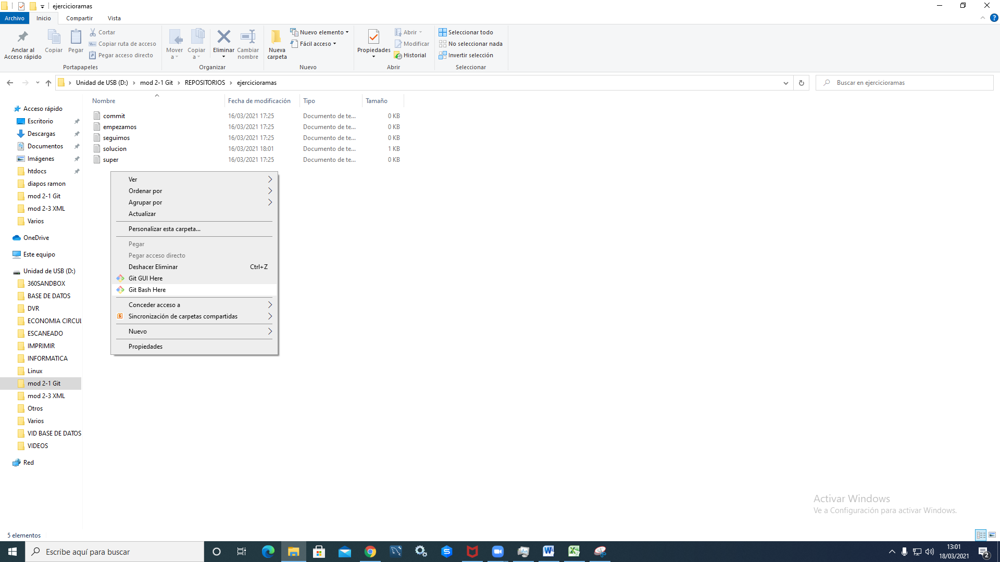 ejercicioramas
Archivo
Inicio
Compartir
Vista
Anclar al
Acceso rápido
Copiar
Pegar
Cortar
Copiar ruta de acceso
Pegar acceso directo
Portapapeles
Mover
a
Copiar
a
Eliminar
Cambiar
nombre
Organizar
Nueva
carpeta
Nuevo elemento
Fácil acceso
Nuevo
Propiedades
Abrir
Modificar
Historial
Abrir
Seleccionar todo
No seleccionar nada
Invertir selección
Seleccionar
Unidad de USB (D:) > mod 2-1 Git > REPOSITORIOS > ejercicioramas
Buscar en ejercicioramas
Nombre Fecha de modificación Tipo Tamaño
commit 16/03/2021 17:25 Documento de te... 0 KB
empezamos 16/03/2021 17:25 Documento de te... 0 KB
seguimos 16/03/2021 17:25 Documento de te... 0 KB
solucion 16/03/2021 18:01 Documento de te... 1 KB
super 16/03/2021 17:25 Documento de te... 0 KB
Acceso rápido
Escritorio
Descargas
Documentos
Imágenes
htdocs
diapos ramon
mod 2-1 Git
mod 2-3 XML
Varios
OneDrive
Este equipo
Unidad de USB (D:)
360SANDBOX
BASE DE DATOS
DVR
ECONOMIA CIRCUL
ESCANEADO
IMPRIMIR
INFORMATICA
Linux
mod 2-1 Git
mod 2-3 XML
Otros
Varios
VID BASE DE DATOS
VIDEOS
Red
Ver
Ordenar por
Agrupar por
Actualizar
Personalizar esta carpeta...
Pegar
Pegar acceso directo
Deshacer Eliminar Ctrl+Z
Git GUI Here
Git Bash Here
Conceder acceso a
Sincronización de carpetas compartidas
Nuevo
Propiedades
Activar Windows
Ve a Configuración para activar Windows.
5 elementos
Escribe aquí para buscar
13:01
18/03/2021
2